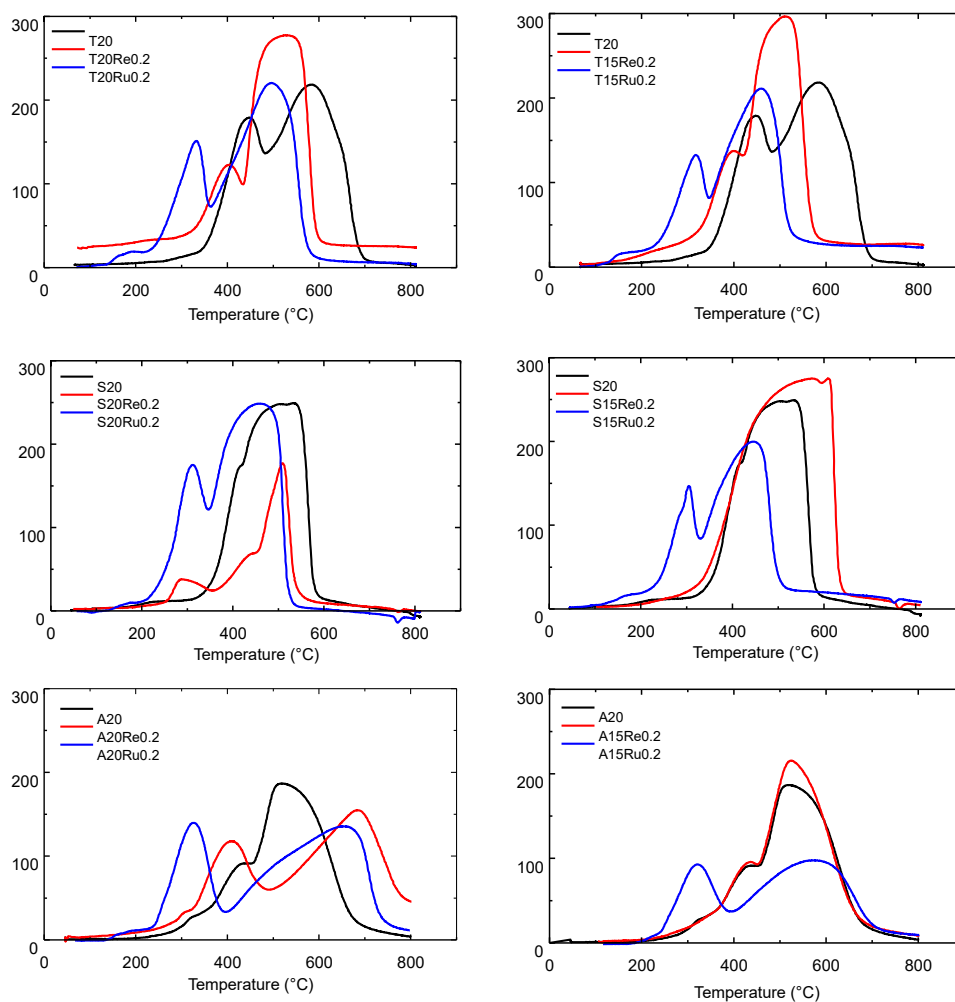 300
200
100
0
T20
T20Re0.2
T20Ru0.2
0 200 400 600 800
Temperature (°C)
300
200
100
0
T20
T15Re0.2
T15Ru0.2
0 200 400 600 800
Temperature (°C)
300
200
100
0
S20
S20Re0.2
S20Ru0.2
0 200 400 600 800
Temperature (°C)
300
200
100
0
S20
S15Re0.2
S15Ru0.2
0 200 400 600 800
Temperature (°C)
300
200
100
0
A20
A20Re0.2
A20Ru0.2
0 200 400 600 800
Temperature (°C)
300
200
100
0
A20
A15Re0.2
A15Ru0.2
0 200 400 600 800
Temperature (°C)